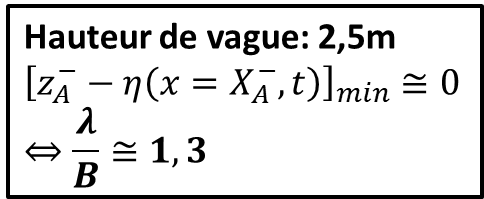 Hauteur de vague: 2,5m
[z_A^- − η(x = X_A^-, t)]_min ≅ 0
⇔ λ/B ≅ 1,3